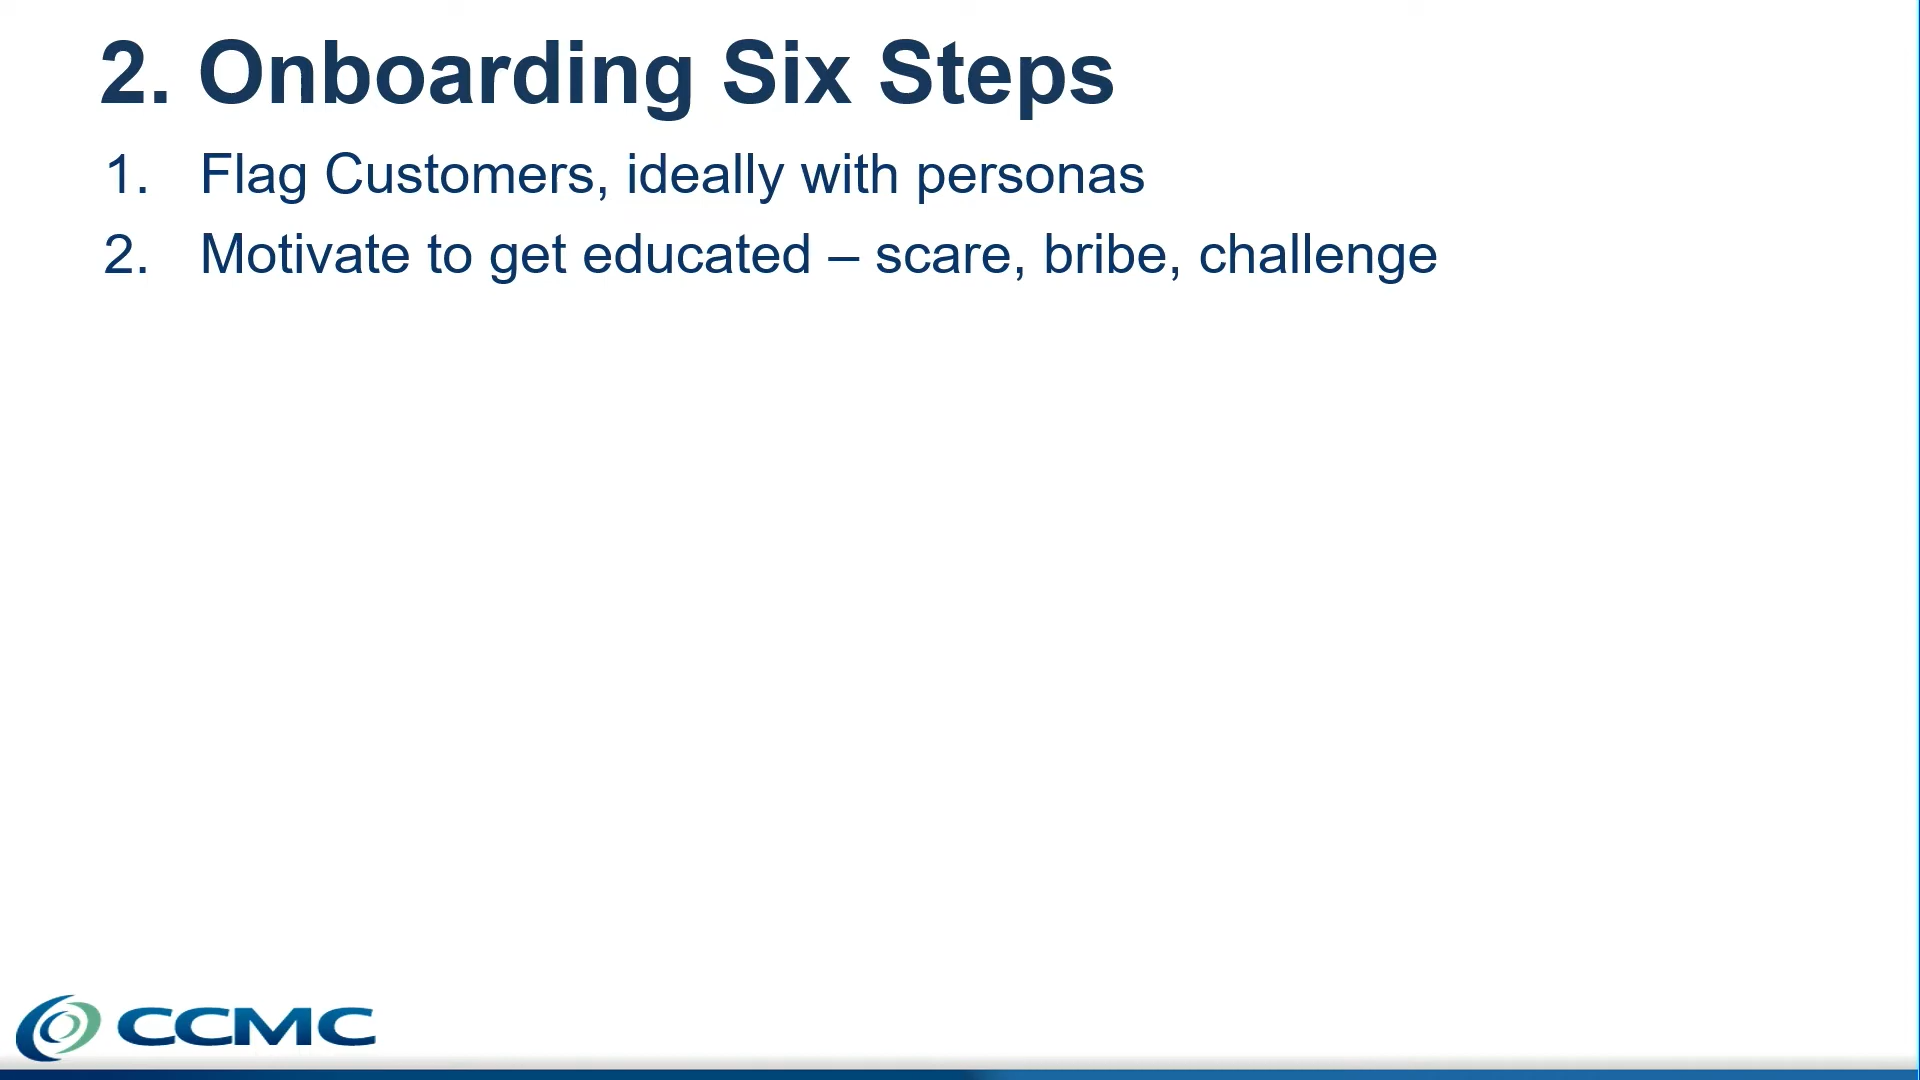 2. Onboarding Six Steps
1. Flag Customers, ideally with personas
2. Motivate to get educated – scare, bribe, challenge
CCMC